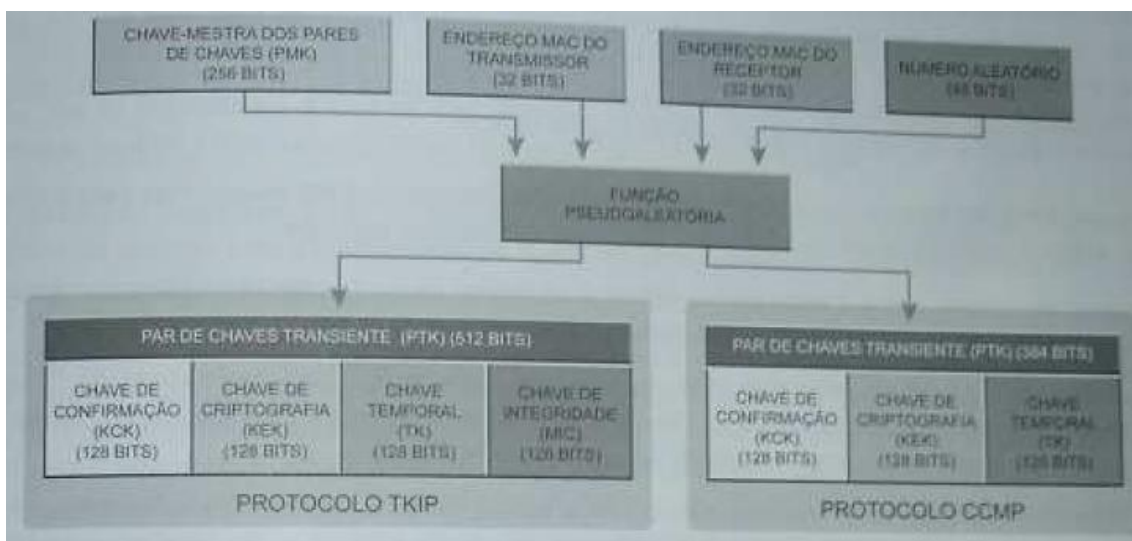 CHAVE-MESTRA DOS PARES
DE CHAVES (PMK)
(256 BITS)
ENDEREÇO MAC DO
TRANSMISSOR
(32 BITS)
ENDEREÇO MAC DO
RECEPTOR
(32 BITS)
NÚMERO ALEATÓRIO
(48 BITS)
FUNÇÃO
PSEUDOALEATÓRIA
PAR DE CHAVES TRANSIENTE (PTK) (512 BITS)
CHAVE DE
CONFIRMAÇÃO
(KCK)
(128 BITS)
CHAVE DE
CRIPTOGRAFIA
(KEK)
(128 BITS)
CHAVE
TEMPORAL
(TK)
(128 BITS)
CHAVE DE
INTEGRIDADE
(MIC)
(128 BITS)
PROTOCOLO TKIP
PAR DE CHAVES TRANSIENTE (PTK) (384 BITS)
CHAVE DE
CONFIRMAÇÃO
(KCK)
(128 BITS)
CHAVE DE
CRIPTOGRAFIA
(KEK)
(128 BITS)
CHAVE
TEMPORAL
(TK)
(128 BITS)
PROTOCOLO CCMP